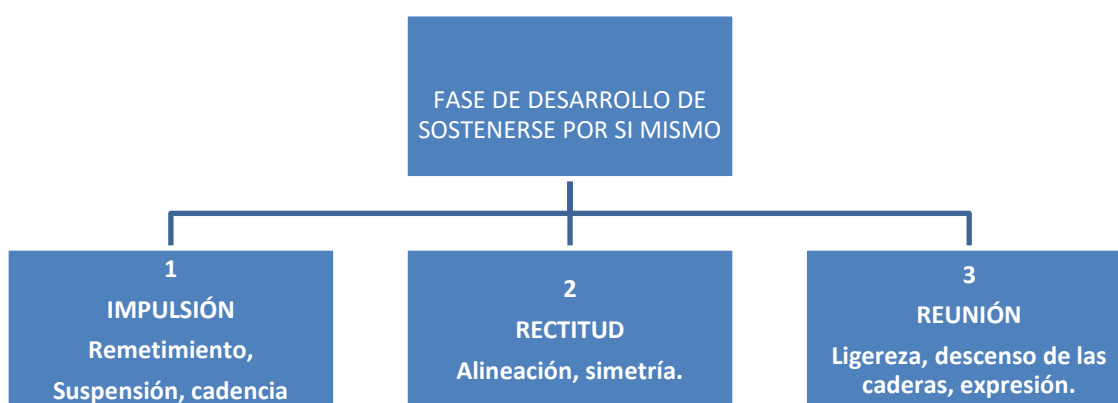 FASE DE DESARROLLO DE
SOSTENERSE POR SI MISMO
1
IMPULSIÓN
Remetimiento,
Suspensión, cadencia
2
RECTITUD
Alineación, simetría.
3
REUNIÓN
Ligereza, descenso de las
caderas, expresión.